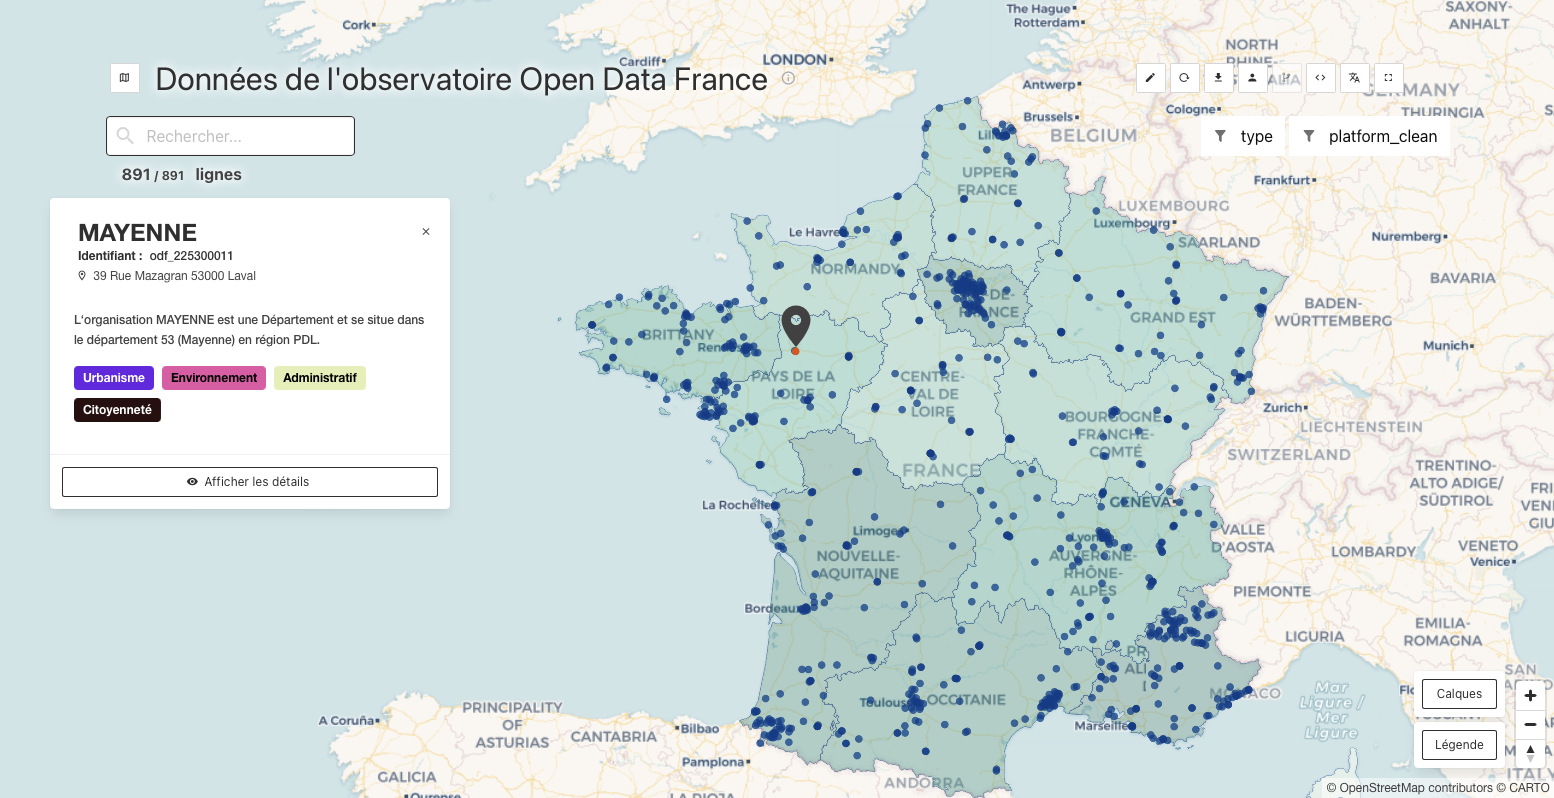 Données de l'observatoire Open Data France
Rechercher...
891 / 891 lignes
type
platform_clean
MAYENNE
Identifiant : odf_225300011
39 Rue Mazagran 53000 Laval
L'organisation MAYENNE est une Département et se situe dans
le département 53 (Mayenne) en région PDL.
Urbanisme
Environnement
Administratif
Citoyenneté
Afficher les détails
Cork
Cardiff
LONDON
The Hague
Rotterdam
Antwerp
Brussels
BELGIUM
Cologne
NORTH
RHINE-
GERMANY
THURINGIA
SAXONY-
ANHALT
Frankfurt
LUXEMBOURG
Luxembourg
SAARLAND
Nuremberg
BAVARIA
BADEN-
WÜRTTEMBERG
Munich
UPPER
FRANCE
Le Havre
NORMANDY
GRAND EST
BRITTANY
PAYS DE LA
LOIRE
CENTRE-
VAL DE
LOIRE
BOURGOGNE
FRANCHE-
COMTÉ
Zurich
LIECHTENSTEIN
SWITZERLAND
FRANCE
La Rochelle
Limoges
NOUVELLE-
AQUITAINE
GENEVA
Lyon
AUVERGNE-
RHÔNE-
ALPES
TRENTINO-
ALTO ADIGE/
SÜDTIROL
VALLE
D'AOSTA
LOMBARDY
VENETO
Venice
PIEMONTE
Bordeaux
EMILIA-
ROMAGNA
LIGURIA
Toulouse
OCCITANIE
Marseille
MONACO
Mar
Ligure /
Mer
Ligure
A Coruña
PRINCIPALITY
OF
ASTURIAS
CANTABRIA
Bilbao
Pamplona
GALICIA
Ourense
LA RIOJA
ANDORRA
Calques
Légende
© OpenStreetMap contributors © CARTO